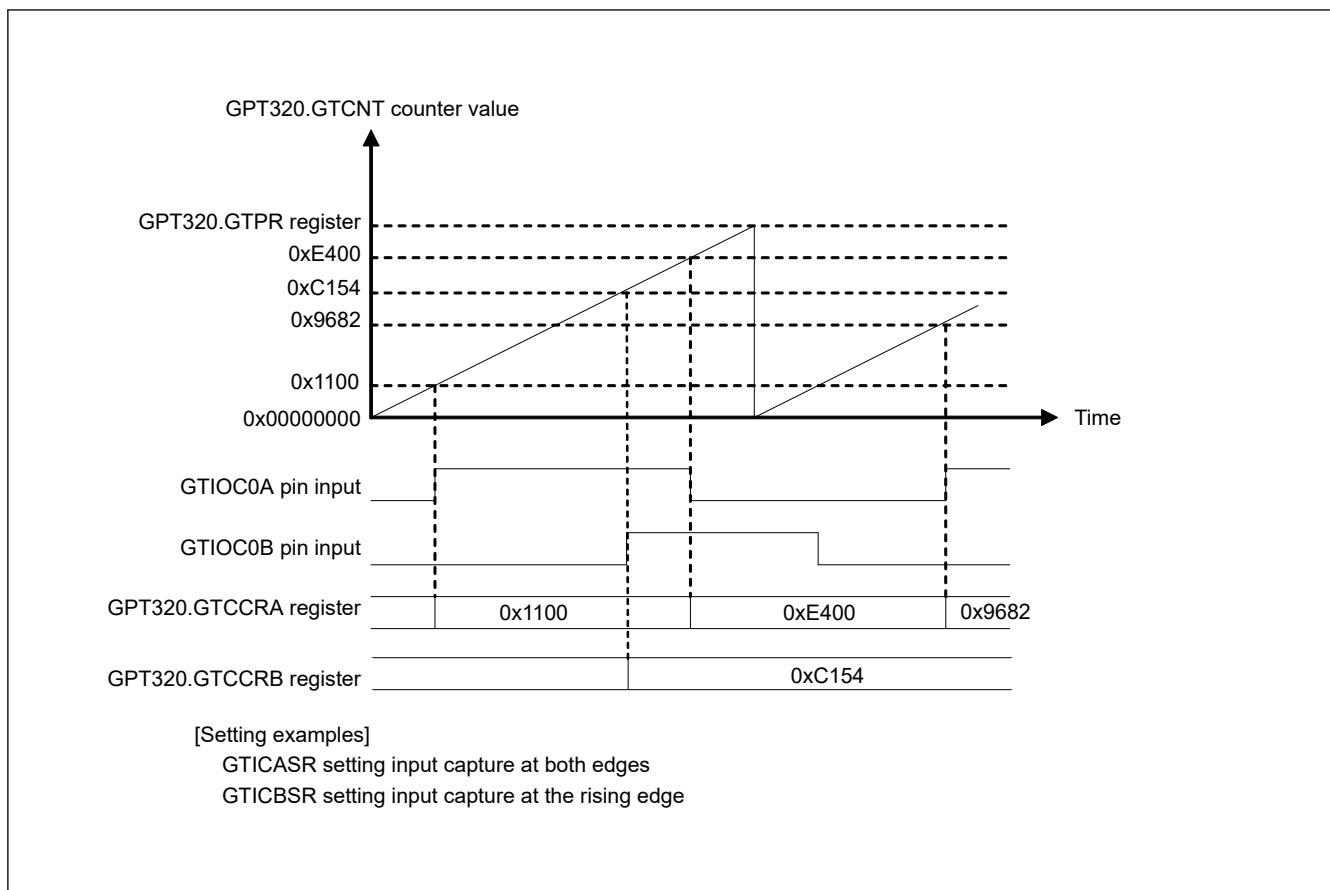 GPT320.GTCNT counter value
GPT320.GTPR register
0xE400
0xC154
0x9682
0x1100
0x00000000
Time
GTIOC0A pin input
GTIOC0B pin input
GPT320.GTCCRA register
0x1100
0xE400
0x9682
GPT320.GTCCRB register
0xC154
[Setting examples]
GTICASR setting input capture at both edges
GTICBSR setting input capture at the rising edge